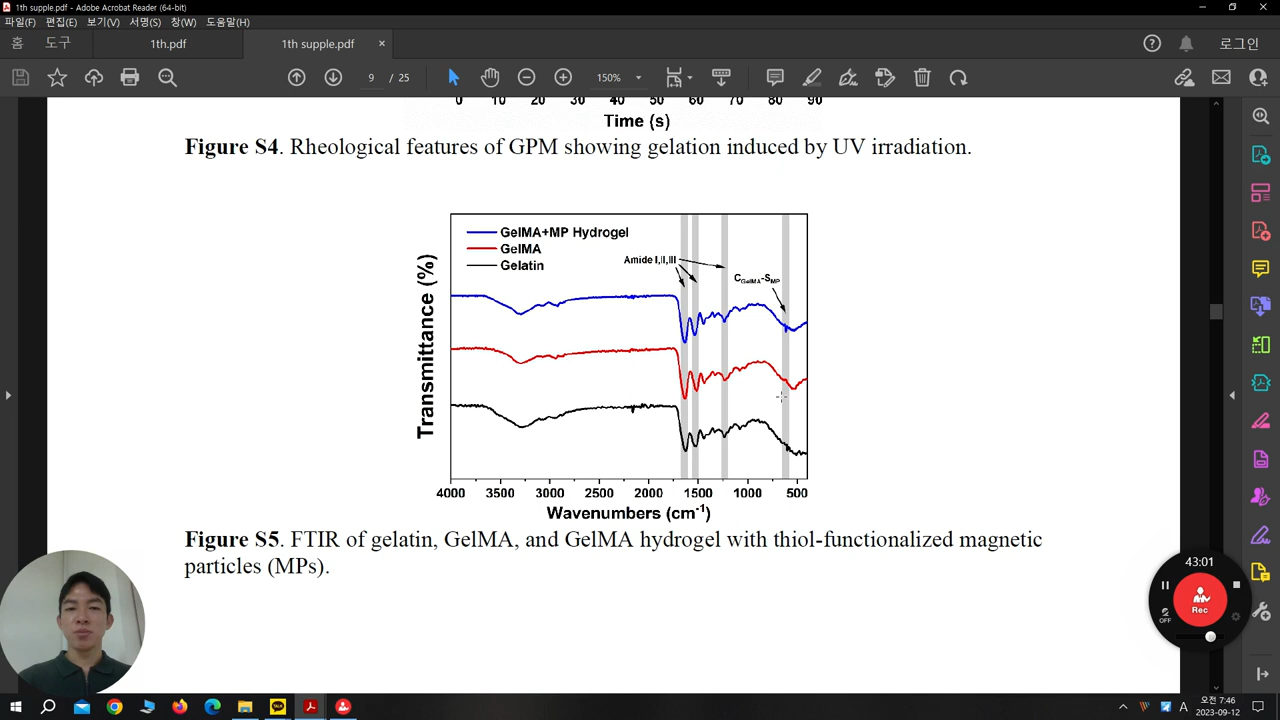 1th supple.pdf - Adobe Acrobat Reader (64-bit)
파일(F) 편집(E) 보기(V) 서명(S) 창(W) 도움말(H)
홈 도구 1th.pdf 1th supple.pdf × 로그인
9 / 25 150%
0 10 20 30 40 50 60 70 80 90
Time (s)
Figure S4. Rheological features of GPM showing gelation induced by UV irradiation.
GelMA+MP Hydrogel
GelMA
Gelatin
Amide I,II,III
C_GelMA-S_MP
Transmittance (%)
4000 3500 3000 2500 2000 1500 1000 500
Wavenumbers (cm⁻¹)
Figure S5. FTIR of gelatin, GelMA, and GelMA hydrogel with thiol-functionalized magnetic
particles (MPs).
43:01
Rec
OFF
TALK
A 오전 7:46
2023-09-12